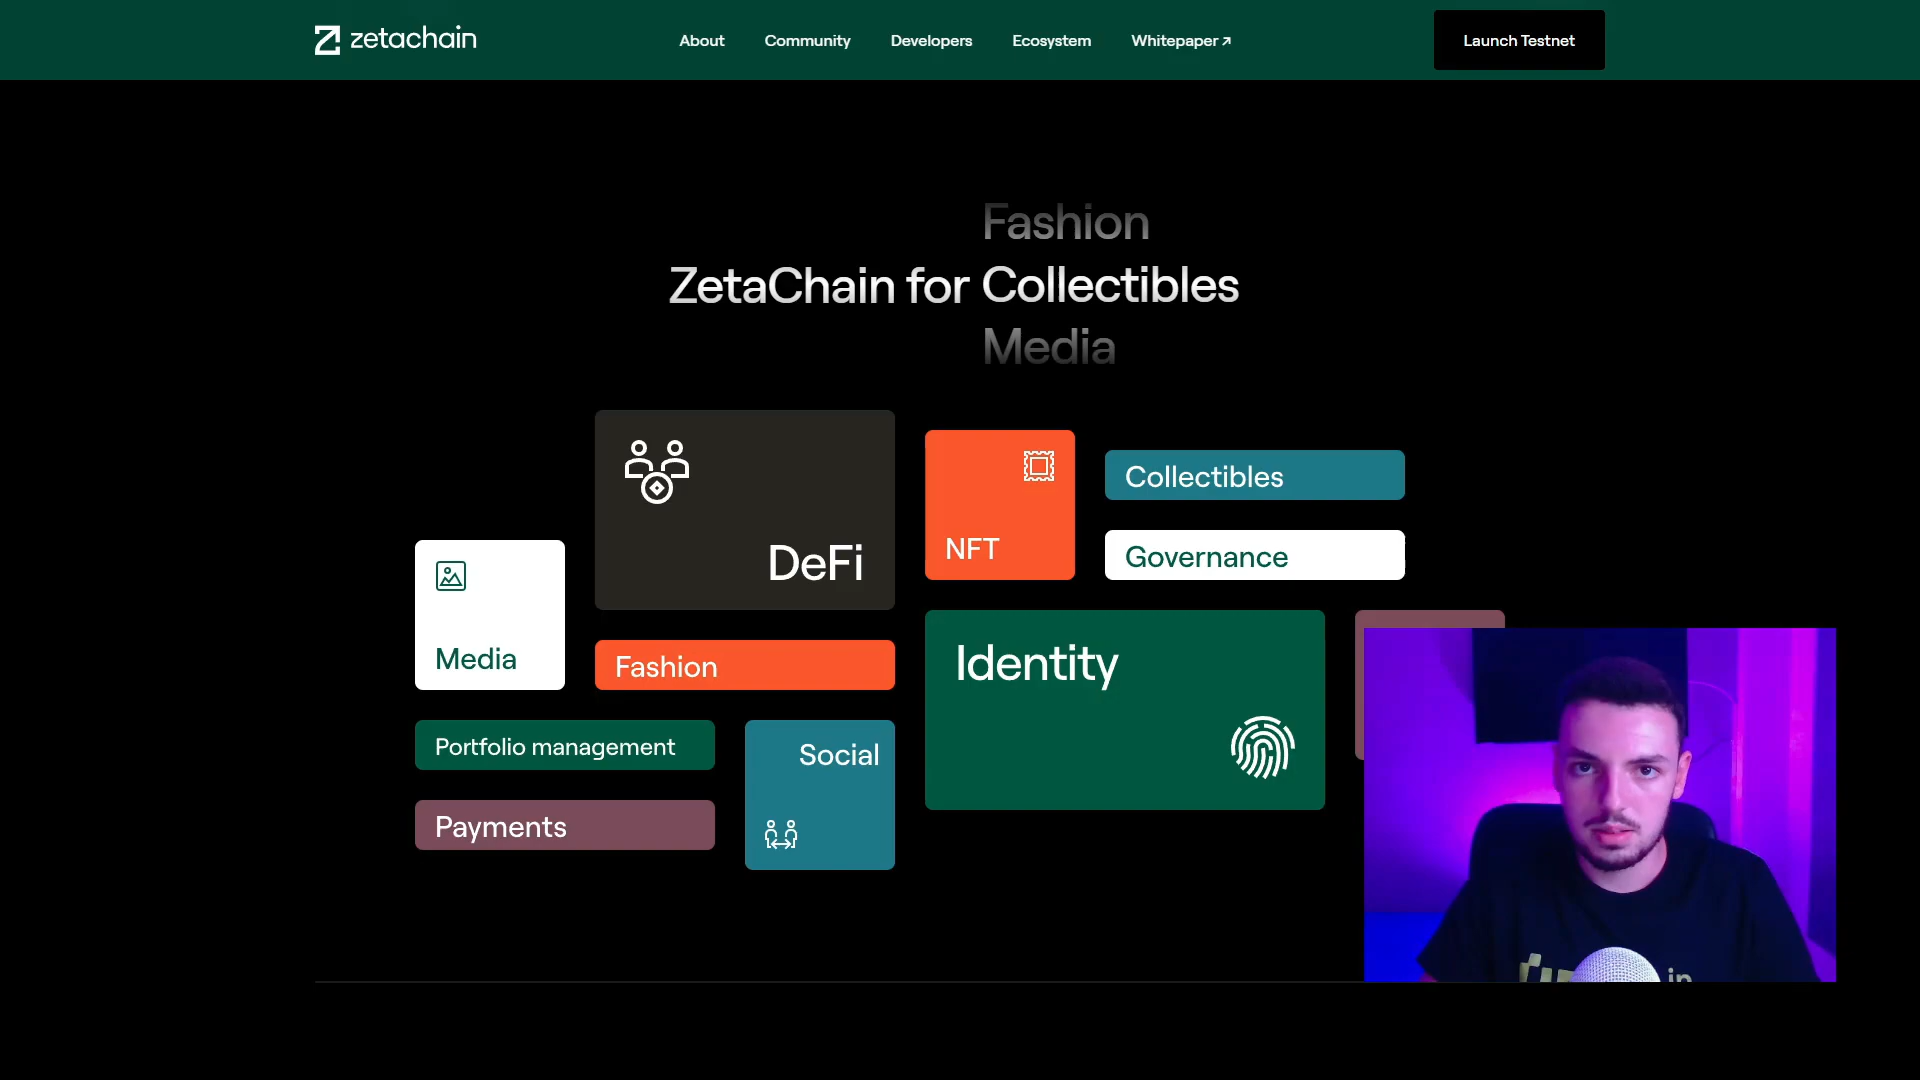 zetachain
About
Community
Developers
Ecosystem
Whitepaper ↗
Launch Testnet
Fashion
ZetaChain for Collectibles
Media
DeFi
NFT
Collectibles
Governance
Media
Fashion
Identity
Portfolio management
Social
Payments
in